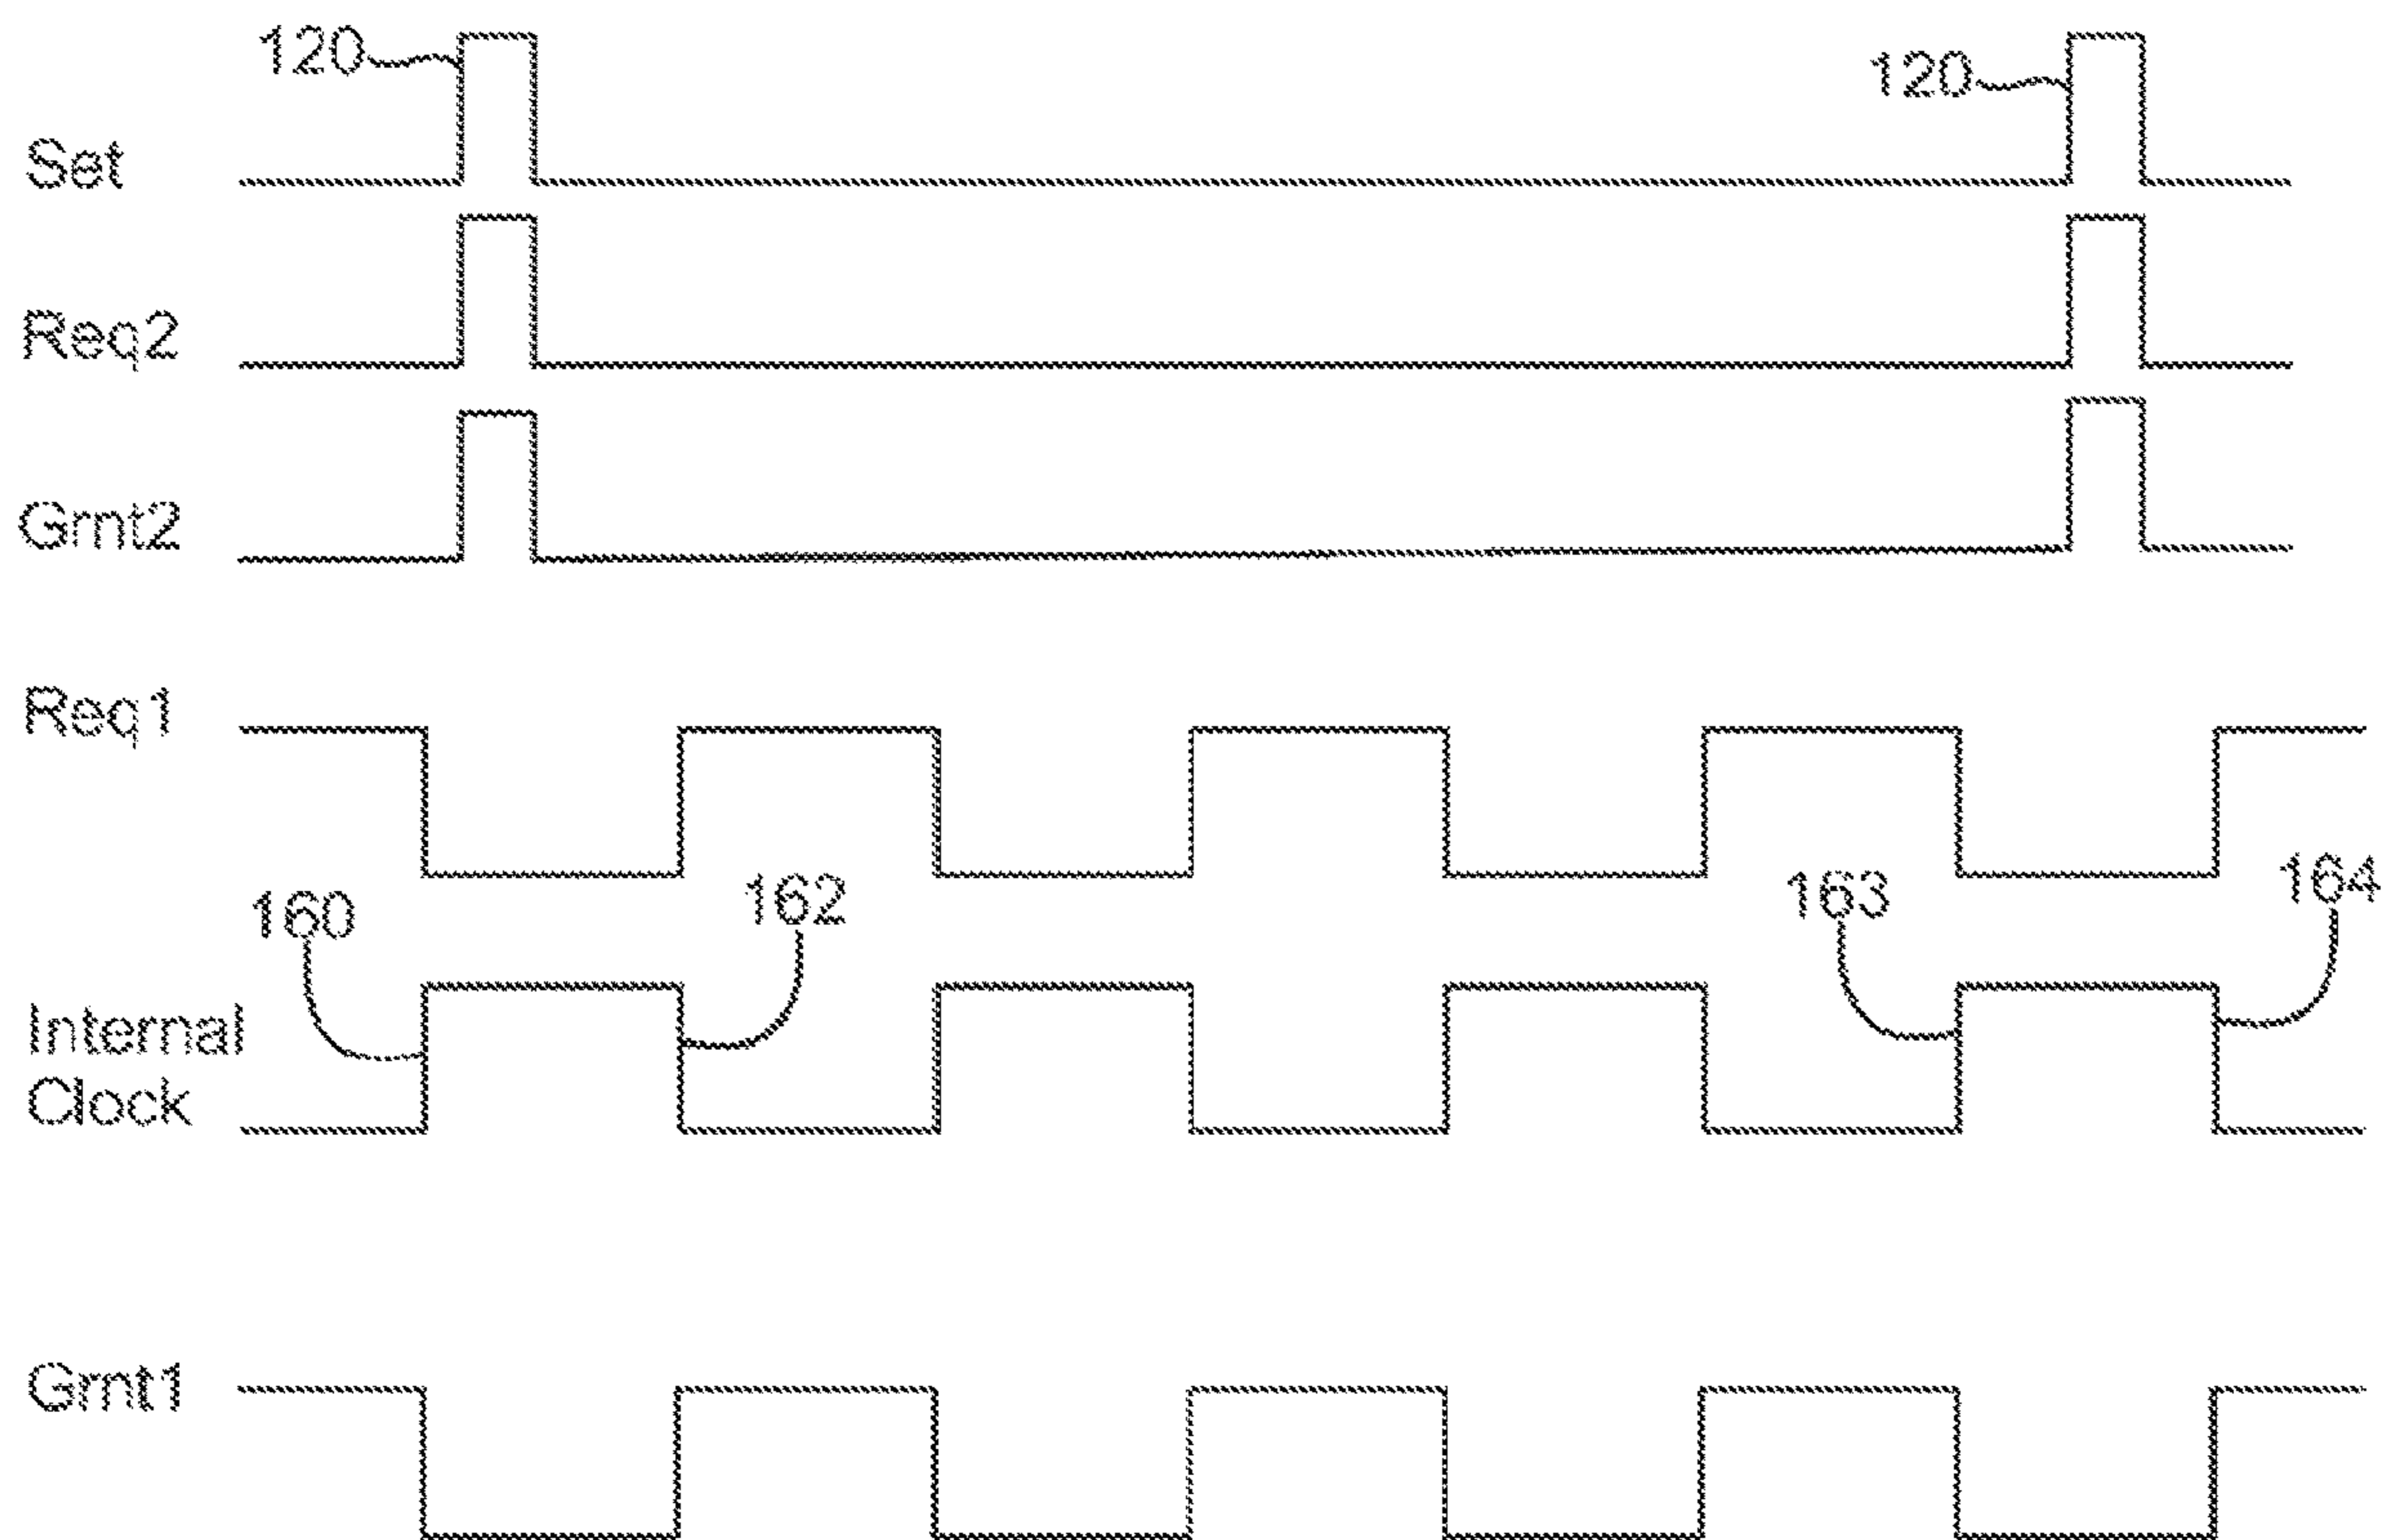 120
120
Set
Req2
Grnt2
Req1
160
162
163
164
Internal
Clock
Grnt1